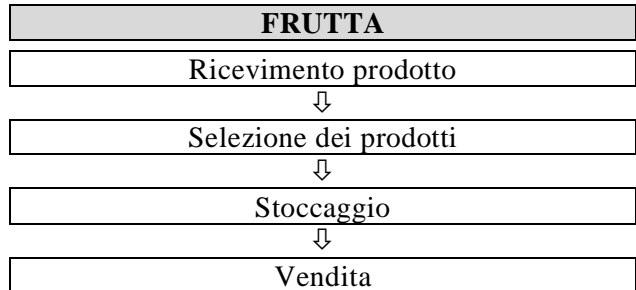 FRUTTA
Ricevimento prodotto
⇩
Selezione dei prodotti
⇩
Stoccaggio
⇩
Vendita